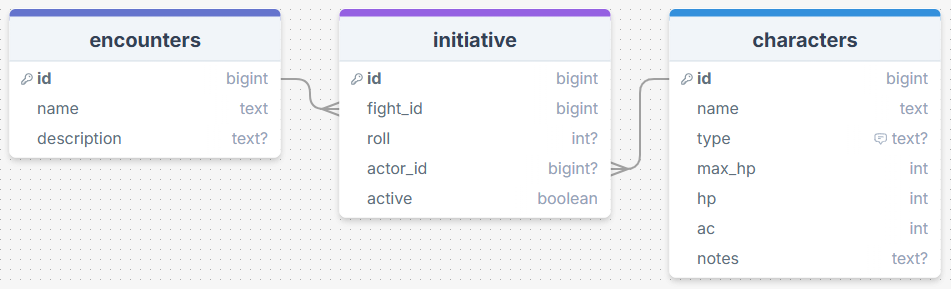 encounters
id bigint
name text
description text?
initiative
id bigint
fight_id bigint
roll int?
actor_id bigint?
active boolean
characters
id bigint
name text
type text?
max_hp int
hp int
ac int
notes text?